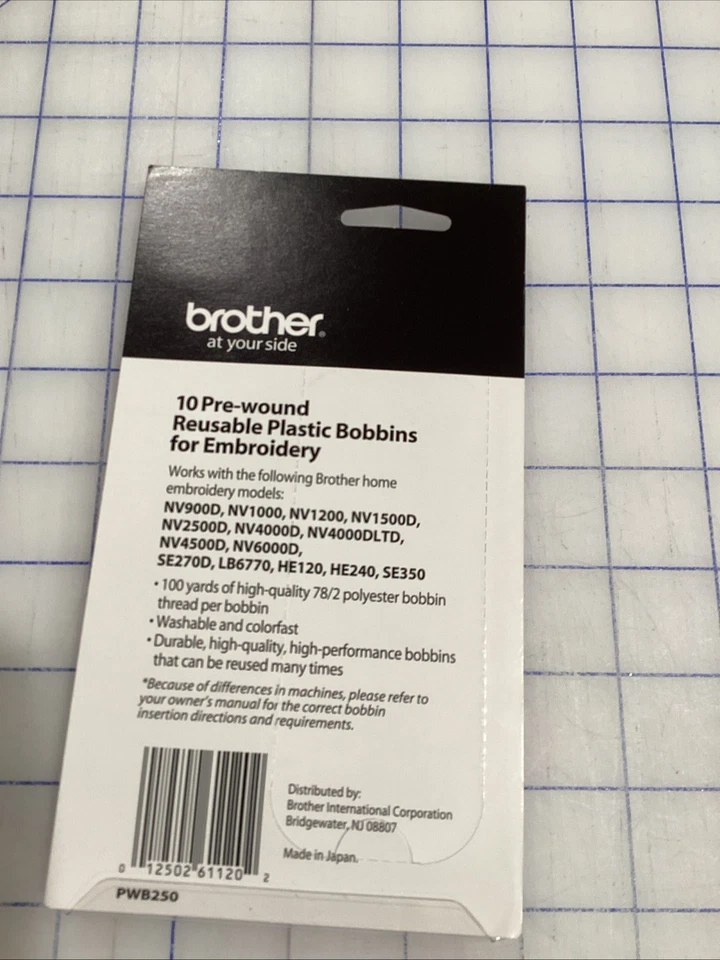 brother®
at your side
10 Pre-wound
Reusable Plastic Bobbins
for Embroidery
Works with the following Brother home
embroidery models:
NV900D, NV1000, NV1200, NV1500D,
NV2500D, NV4000D, NV4000DLTD,
NV4500D, NV6000D,
SE270D, LB6770, HE120, HE240, SE350
• 100 yards of high-quality 78/2 polyester bobbin
thread per bobbin
• Washable and colorfast
• Durable, high-quality, high-performance bobbins
that can be reused many times
*Because of differences in machines, please refer to
your owner's manual for the correct bobbin
insertion directions and requirements.
Distributed by:
Brother International Corporation
Bridgewater, NJ 08807
Made in Japan.
0 12502 61120 2
PWB250